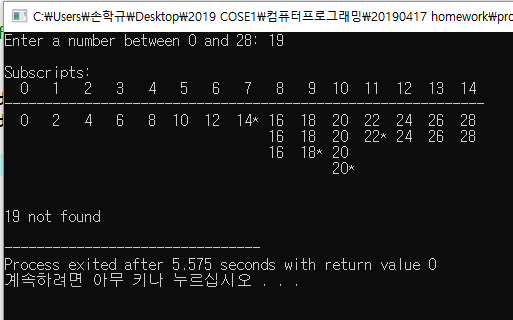 C:₩Users₩손학규₩Desktop₩2019 COSE1₩컴퓨터프로그래밍₩20190417 homework₩pro
Enter a number between 0 and 28: 19
Subscripts:
0 1 2 3 4 5 6 7 8 9 10 11 12 13 14
------------------------------------------------------------
0 2 4 6 8 10 12 14* 16 18 20 22 24 26 28
16 18 20 22* 24 26 28
16 18* 20
20*
19 not found
--------------------------------
Process exited after 5.575 seconds with return value 0
계속하려면 아무 키나 누르십시오 . . .